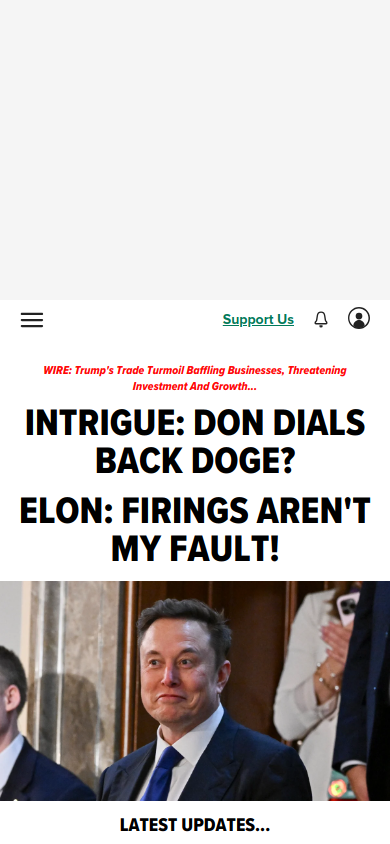 Support Us
WIRE: Trump's Trade Turmoil Baffling Businesses, Threatening
Investment And Growth...
INTRIGUE: DON DIALS
BACK DOGE?
ELON: FIRINGS AREN'T
MY FAULT!
LATEST UPDATES...